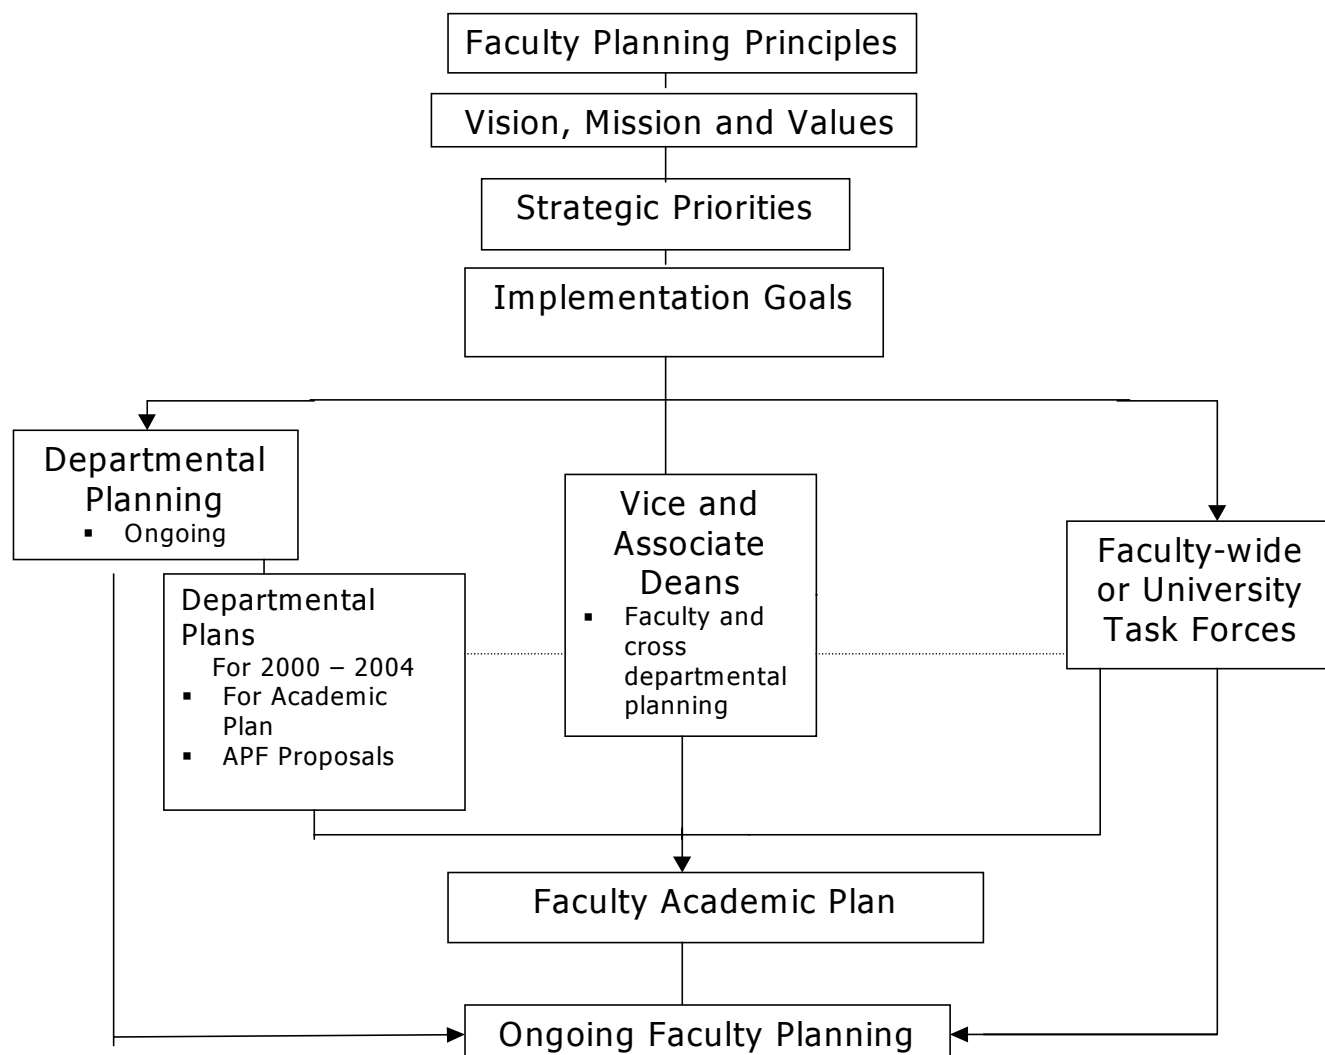 Faculty Planning Principles
Vision, Mission and Values
Strategic Priorities
Implementation Goals
Departmental
Planning
▪ Ongoing
Departmental
Plans
For 2000 – 2004
▪ For Academic
Plan
▪ APF Proposals
Vice and
Associate
Deans
▪ Faculty and
cross
departmental
planning
Faculty-wide
or University
Task Forces
Faculty Academic Plan
Ongoing Faculty Planning